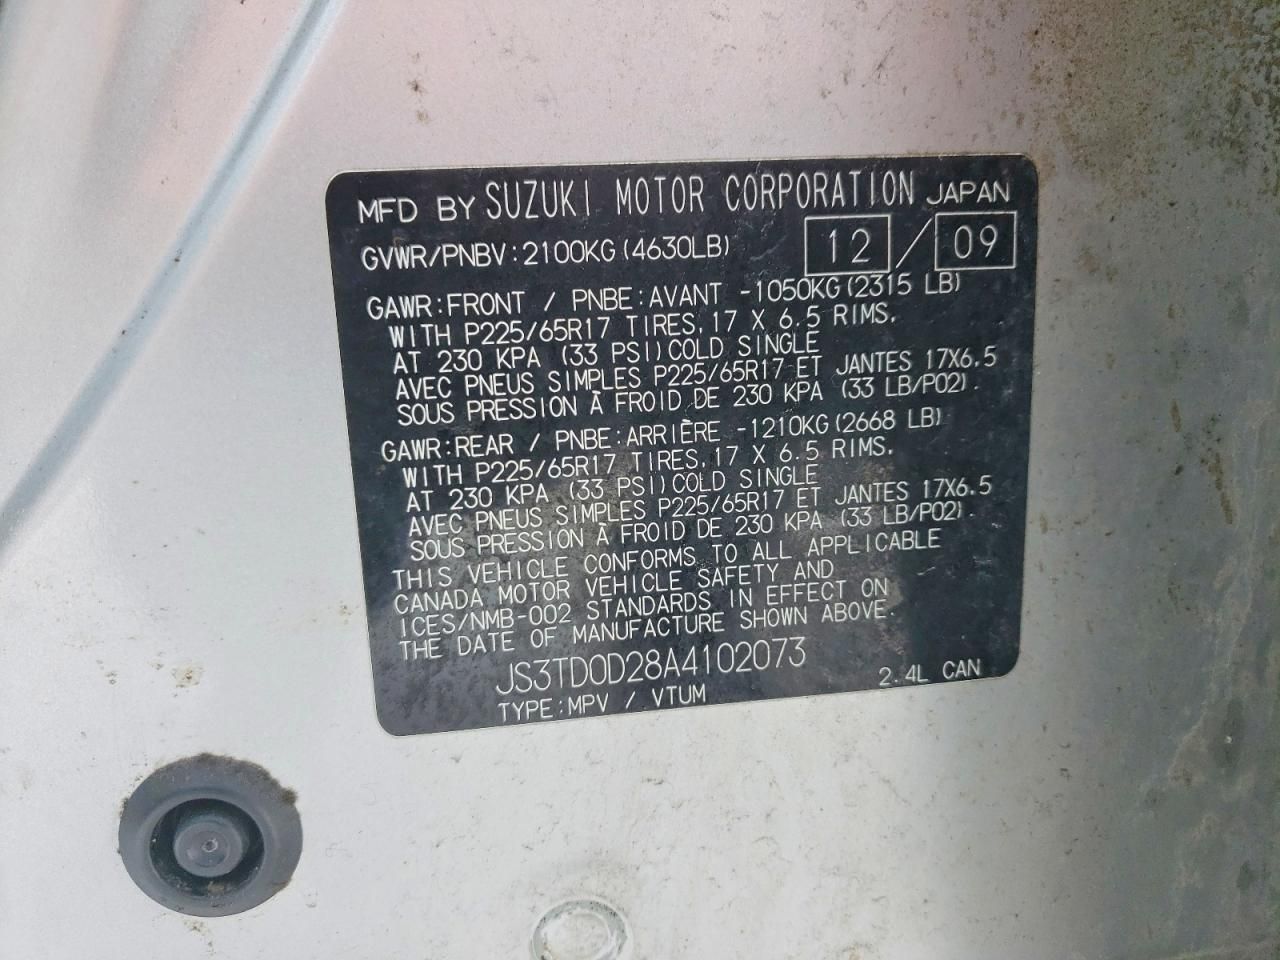 MFD BY SUZUKI MOTOR CORPORATION JAPAN
GVWR/PNBV:2100KG(4630LB) 12 / 09
GAWR:FRONT / PNBE:AVANT -1050KG(2315 LB)
WITH P225/65R17 TIRES,17 X 6.5 RIMS,
AT 230 KPA (33 PSI)COLD SINGLE
AVEC PNEUS SIMPLES P225/65R17 ET JANTES 17X6.5
SOUS PRESSION À FROID DE 230 KPA (33 LB/PO2).
GAWR:REAR / PNBE:ARRIÈRE -1210KG(2668 LB)
WITH P225/65R17 TIRES,17 X 6.5 RIMS,
AT 230 KPA (33 PSI)COLD SINGLE
AVEC PNEUS SIMPLES P225/65R17 ET JANTES 17X6.5
SOUS PRESSION À FROID DE 230 KPA (33 LB/PO2).
THIS VEHICLE CONFORMS TO ALL APPLICABLE
CANADA MOTOR VEHICLE SAFETY AND
ICES/NMB-002 STANDARDS IN EFFECT ON
THE DATE OF MANUFACTURE SHOWN ABOVE.
JS3TD0D28A4102073
TYPE:MPV / VTUM 2.4L CAN